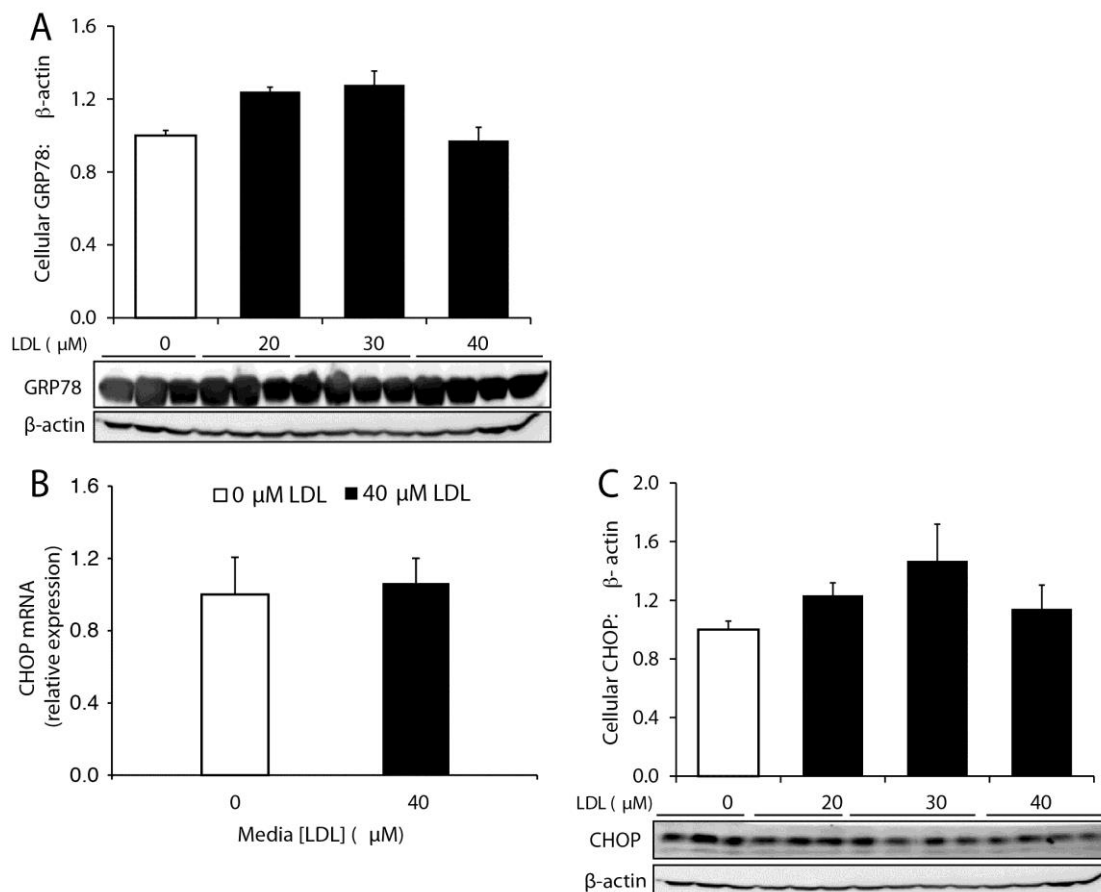 A
Cellular GRP78: β-actin
1.6
1.2
0.8
0.4
0.0
LDL ( μM)
0 20 30 40
GRP78
β-actin
B
1.6
1.2
0.8
0.4
0.0
CHOP mRNA
(relative expression)
0 μM LDL 40 μM LDL
0 40
Media [LDL] ( μM)
C
Cellular CHOP: β- actin
2.0
1.6
1.2
0.8
0.4
0.0
LDL ( μM)
0 20 30 40
CHOP
β-actin